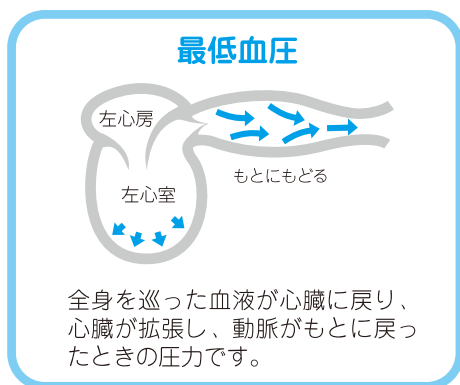 最低血圧
左心房
もとにもどる
左心室
全身を巡った血液が心臓に戻り、
心臓が拡張し、動脈がもとに戻っ
たときの圧力です。